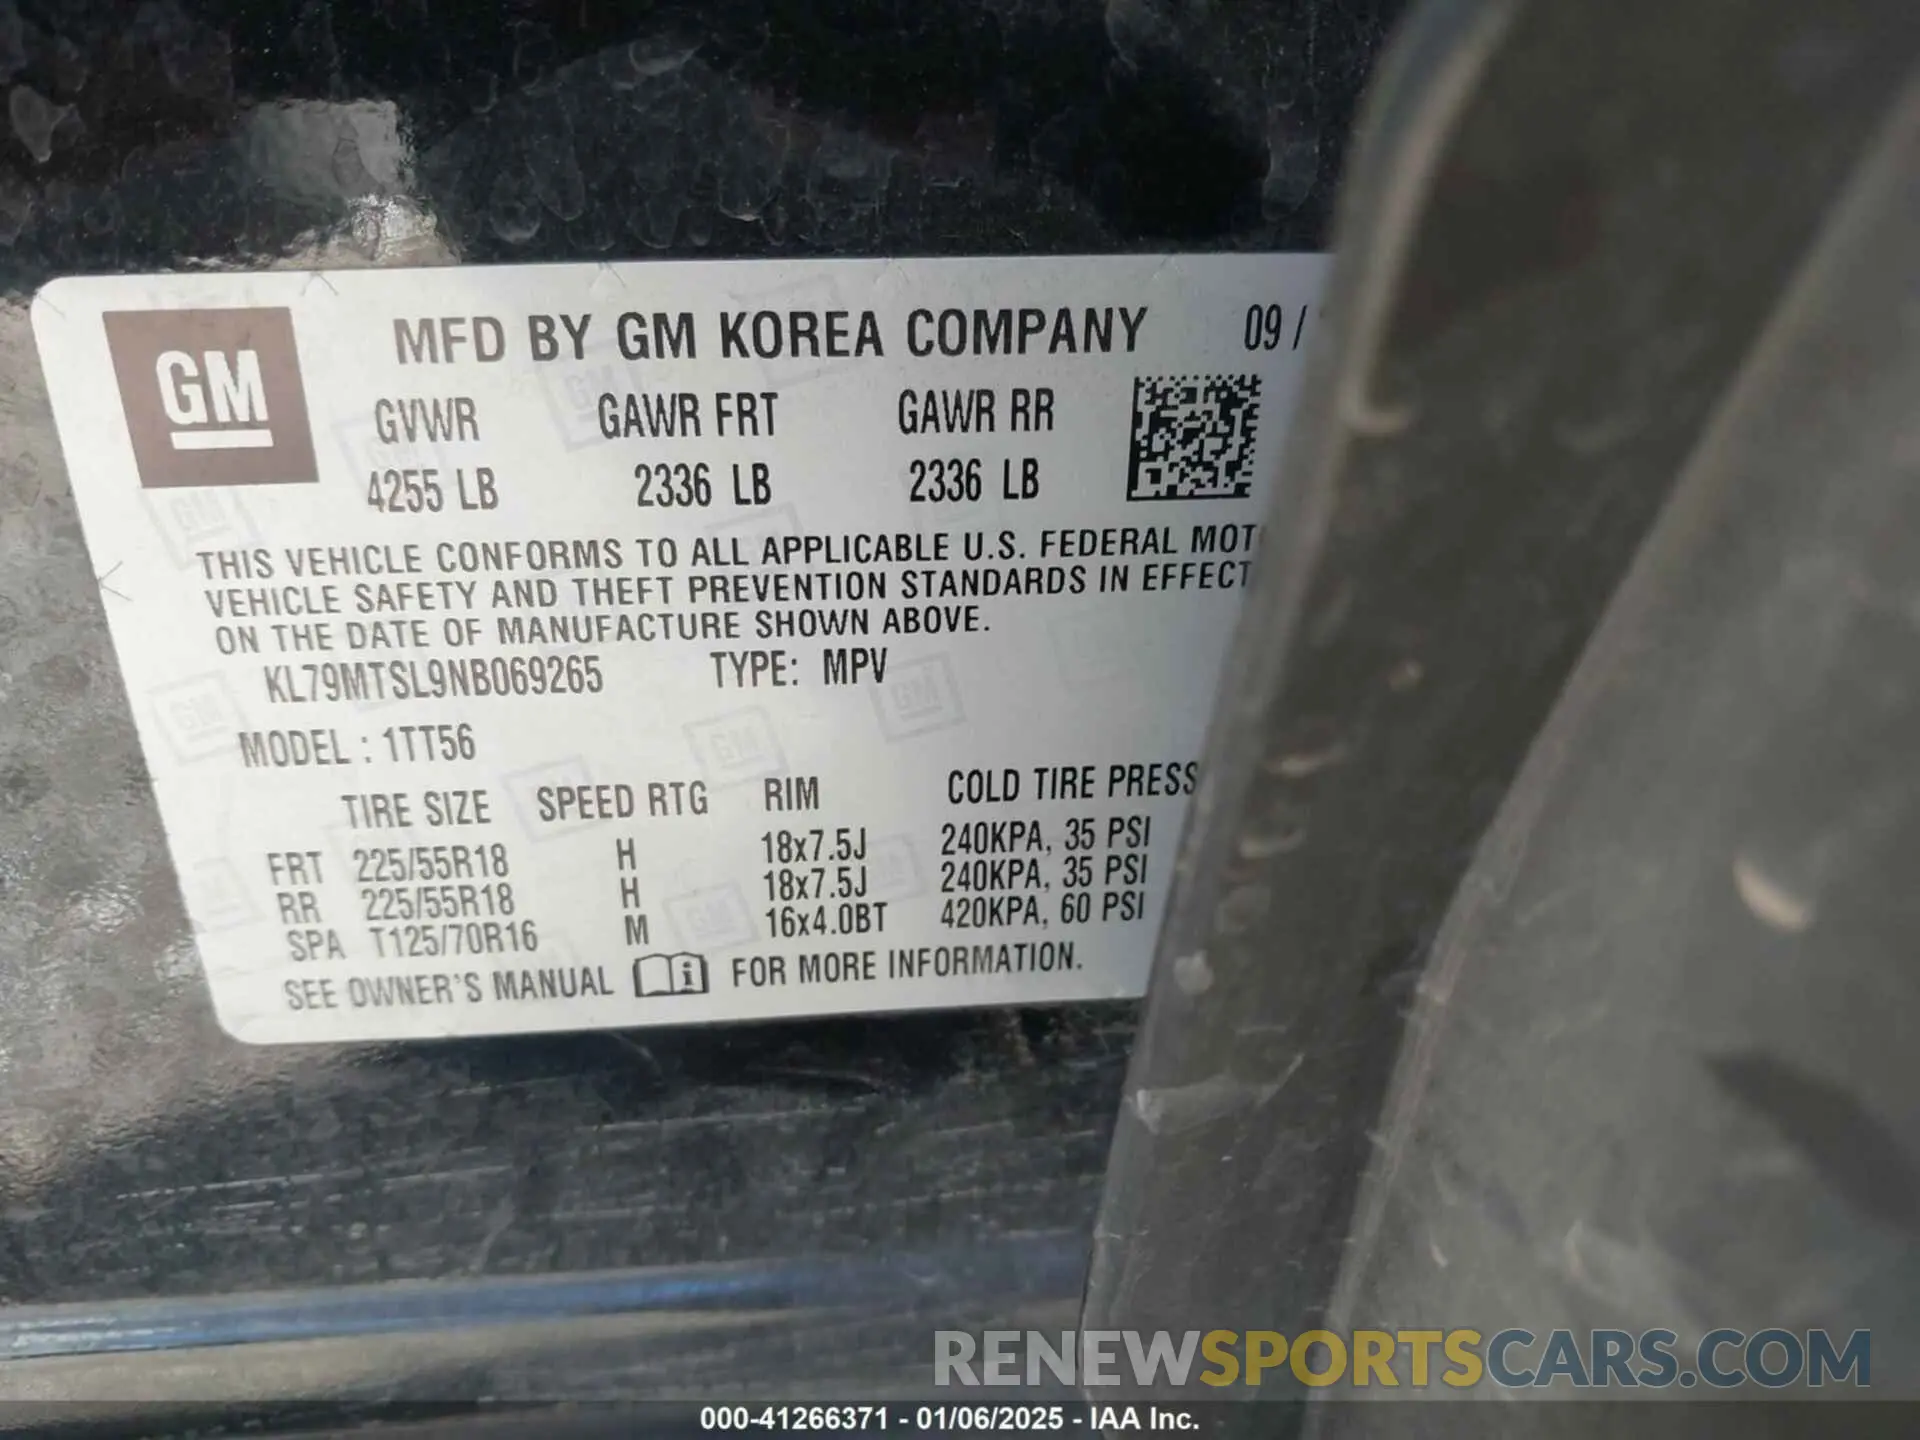 GM
MFD BY GM KOREA COMPANY 09 /
GVWR GAWR FRT GAWR RR
4255 LB 2336 LB 2336 LB
THIS VEHICLE CONFORMS TO ALL APPLICABLE U.S. FEDERAL MOT
VEHICLE SAFETY AND THEFT PREVENTION STANDARDS IN EFFECT
ON THE DATE OF MANUFACTURE SHOWN ABOVE.
KL79MTSL9NB069265 TYPE: MPV
MODEL : 1TT56
TIRE SIZE SPEED RTG RIM COLD TIRE PRESS
FRT 225/55R18 H 18x7.5J 240KPA, 35 PSI
RR 225/55R18 H 18x7.5J 240KPA, 35 PSI
SPA T125/70R16 M 16x4.0BT 420KPA, 60 PSI
SEE OWNER'S MANUAL i FOR MORE INFORMATION.
RENEWSPORTSCARS.COM
000-41266371 - 01/06/2025 - IAA Inc.